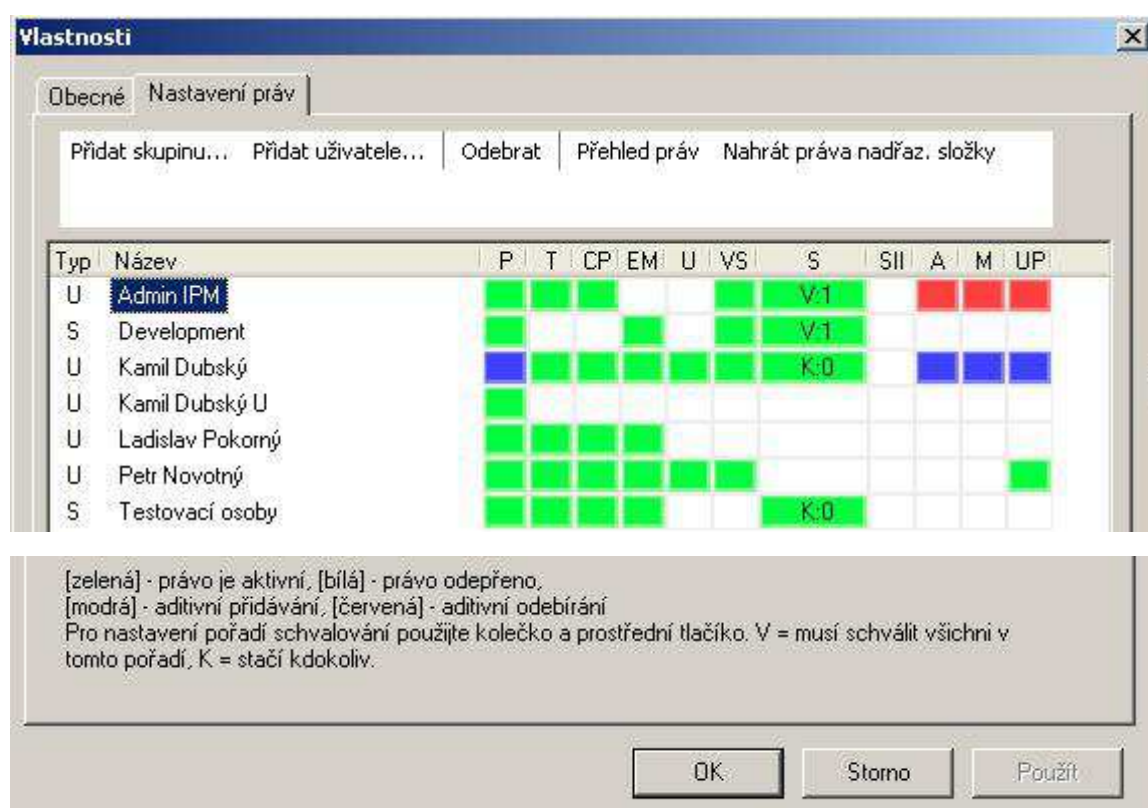 Vlastnosti
Obecné Nastavení práv
Přidat skupinu... Přidat uživatele... Odebrat Přehled práv Nahrát práva nadřaz. složky
Typ Název P T CP EM U VS S SII A M UP
U Admin IPM V:1
S Development V:1
U Kamil Dubský K:0
U Kamil Dubský U
U Ladislav Pokorný
U Petr Novotný
S Testovací osoby K:0
[zelená] - právo je aktivní, [bílá] - právo odepřeno,
[modrá] - aditivní přidávání, [červená] - aditivní odebírání
Pro nastavení pořadí schvalování použijte kolečko a prostřední tlačíko. V = musí schválit všichni v
tomto pořadí, K = stačí kdokoliv.
OK Storno Použít